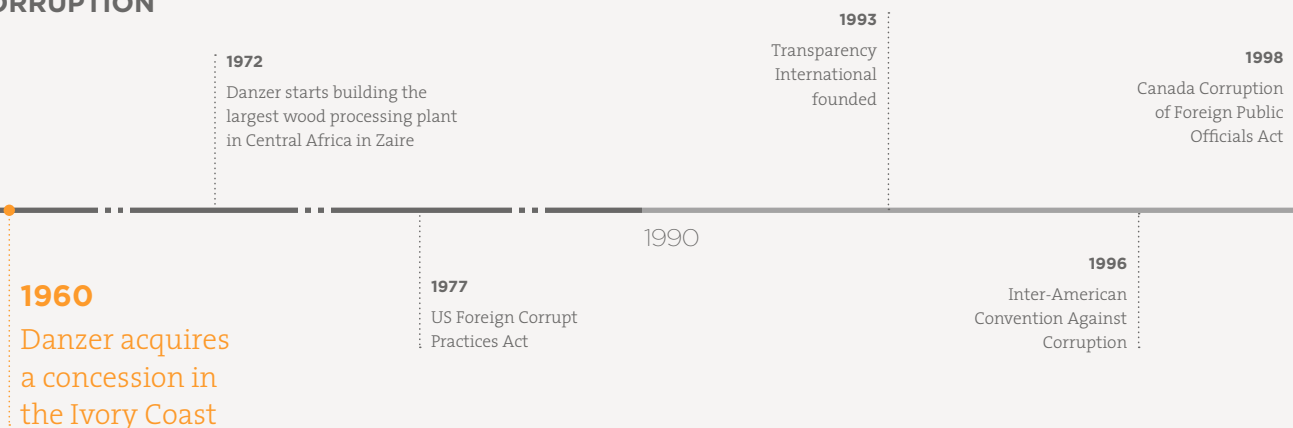 1993
Transparency
International
founded
1998
Canada Corruption
of Foreign Public
Officials Act
1972
Danzer starts building the
largest wood processing plant
in Central Africa in Zaire
1990
1960
Danzer acquires
a concession in
the Ivory Coast
1977
US Foreign Corrupt
Practices Act
1996
Inter-American
Convention Against
Corruption